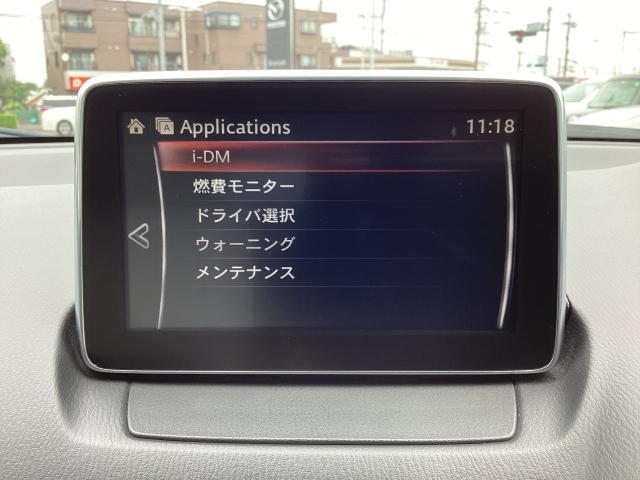 Applications
11:18
i-DM
燃費モニター
ドライバ選択
ウォーニング
メンテナンス